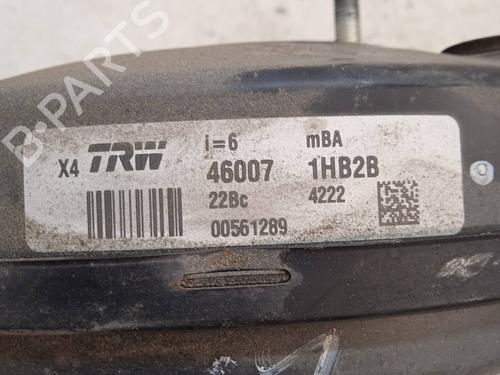 B-PARTS
X4 TRW i=6 mBA
46007 1HB2B
22Bc 4222
00561289